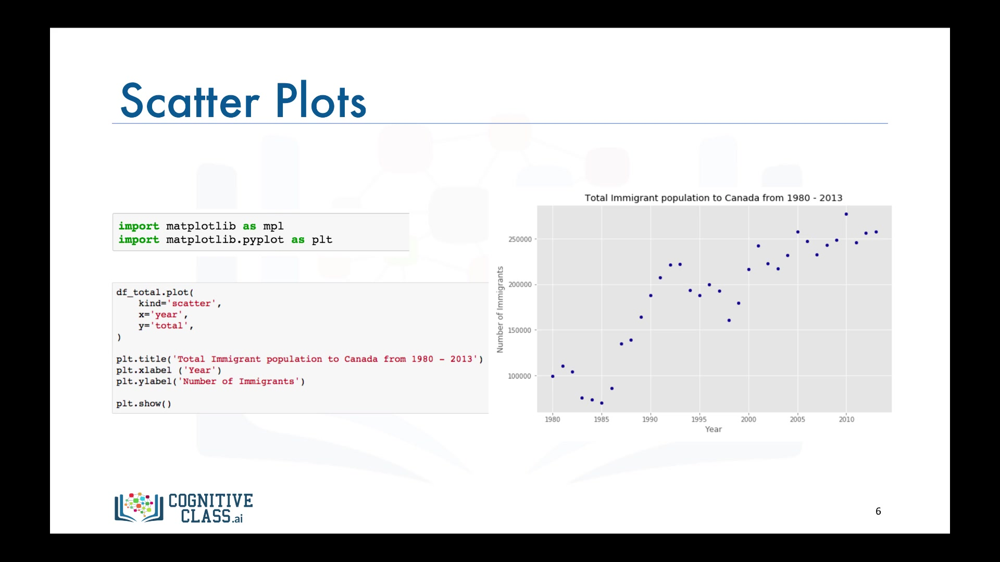 Scatter Plots
import matplotlib as mpl
import matplotlib.pyplot as plt
df_total.plot(
    kind='scatter',
    x='year',
    y='total',
)
plt.title('Total Immigrant population to Canada from 1980 - 2013')
plt.xlabel ('Year')
plt.ylabel('Number of Immigrants')
plt.show()
Total Immigrant population to Canada from 1980 - 2013
Number of Immigrants
250000
200000
150000
100000
1980 1985 1990 1995 2000 2005 2010
Year
COGNITIVE
CLASS.ai
6